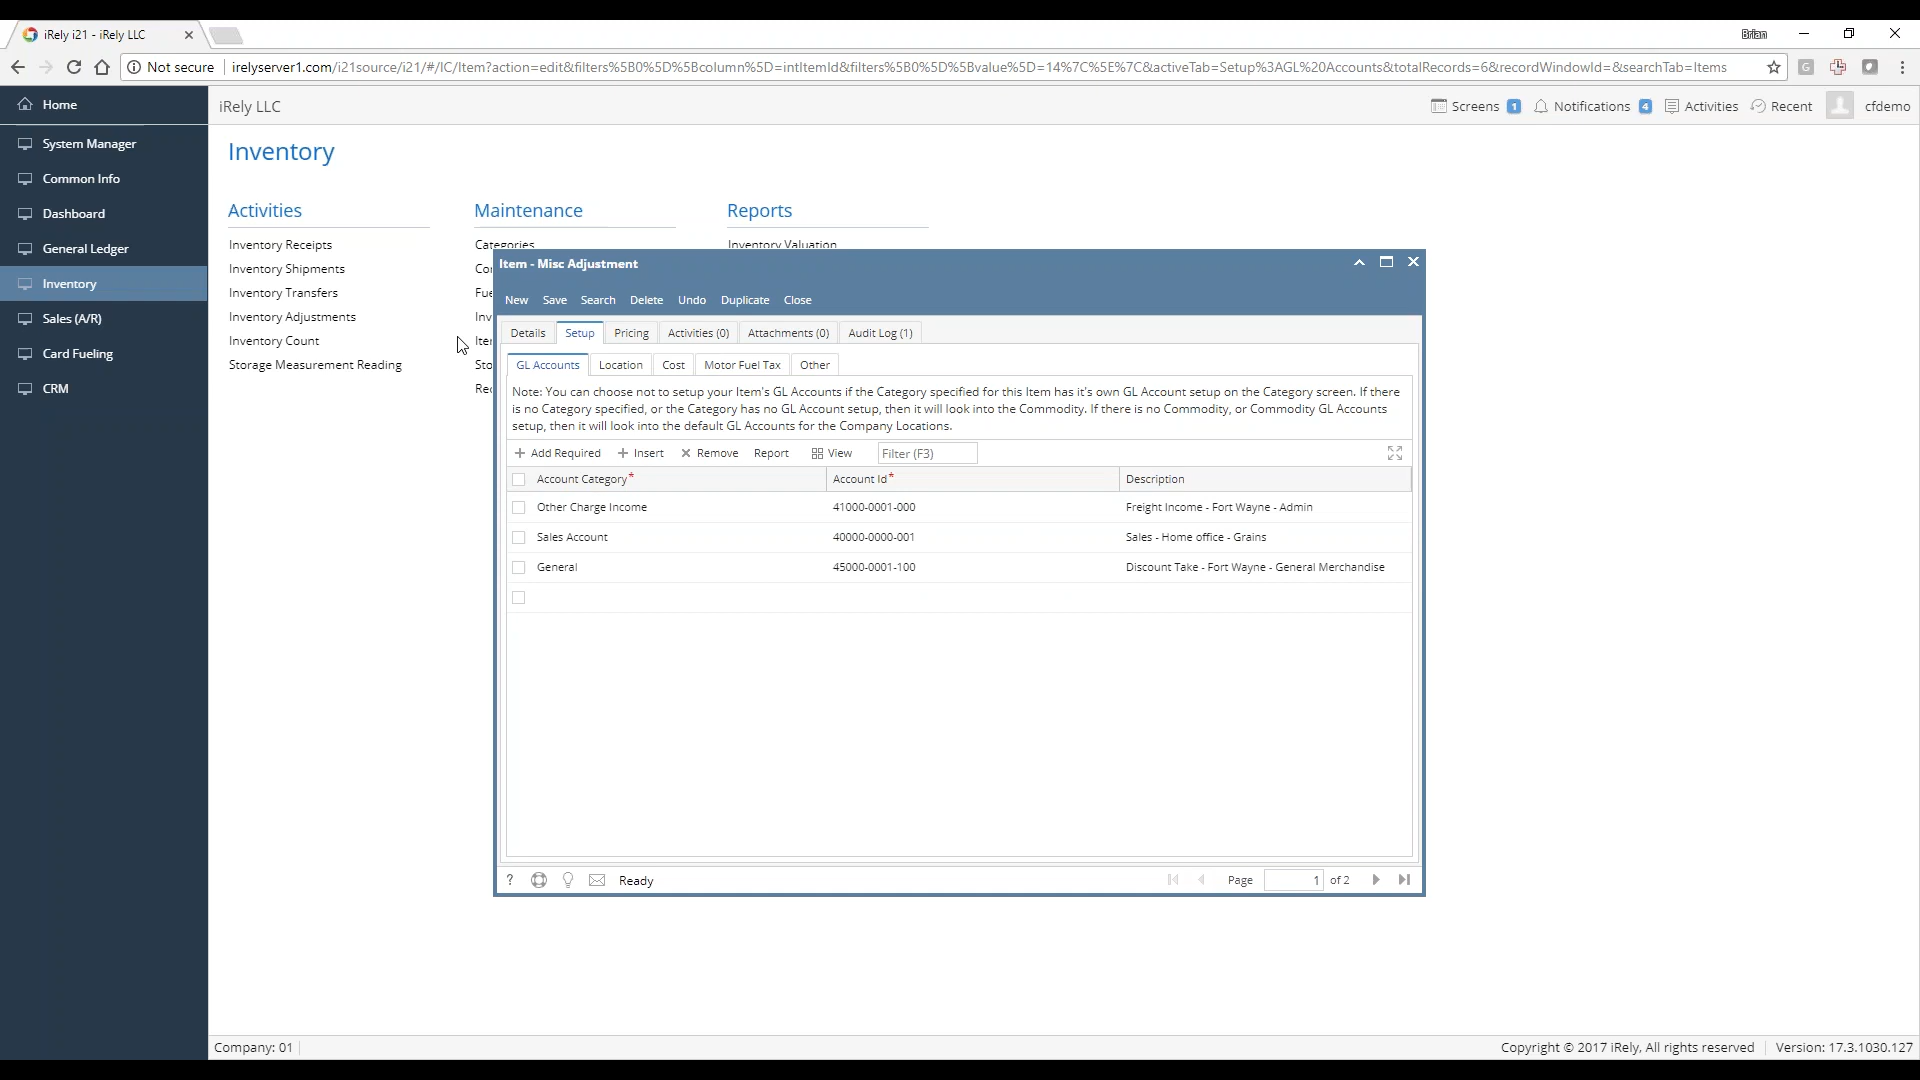 iRely i21 - iRely LLC
Brian
Not secure
irelyserver1.com/i21source/i21/#/IC/Item?action=edit&filters%5B0%5D%5Bcolumn%5D=intItemId&filters%5B0%5D%5Bvalue%5D=14%7C%5E%7C&activeTab=Setup%3AGL%20Accounts&totalRecords=6&recordWindowId=&searchTab=Items
Home
iRely LLC
Screens 1 Notifications 4 Activities Recent cfdemo
System Manager
Common Info
Dashboard
General Ledger
Inventory
Sales (A/R)
Card Fueling
CRM
Inventory
Activities Maintenance Reports
Inventory Receipts Categories Inventory Valuation
Inventory Shipments
Inventory Transfers
Inventory Adjustments
Inventory Count
Storage Measurement Reading
Item - Misc Adjustment
New Save Search Delete Undo Duplicate Close
Details Setup Pricing Activities (0) Attachments (0) Audit Log (1)
GL Accounts Location Cost Motor Fuel Tax Other
Note: You can choose not to setup your Item's GL Accounts if the Category specified for this Item has it's own GL Account setup on the Category screen. If there
is no Category specified, or the Category has no GL Account setup, then it will look into the Commodity. If there is no Commodity, or Commodity GL Accounts
setup, then it will look into the default GL Accounts for the Company Locations.
+ Add Required + Insert × Remove Report View Filter (F3)
Account Category* Account Id* Description
Other Charge Income 41000-0001-000 Freight Income - Fort Wayne - Admin
Sales Account 40000-0000-001 Sales - Home office - Grains
General 45000-0001-100 Discount Take - Fort Wayne - General Merchandise
? Ready Page 1 of 2
Company: 01
Copyright © 2017 iRely, All rights reserved Version: 17.3.1030.127